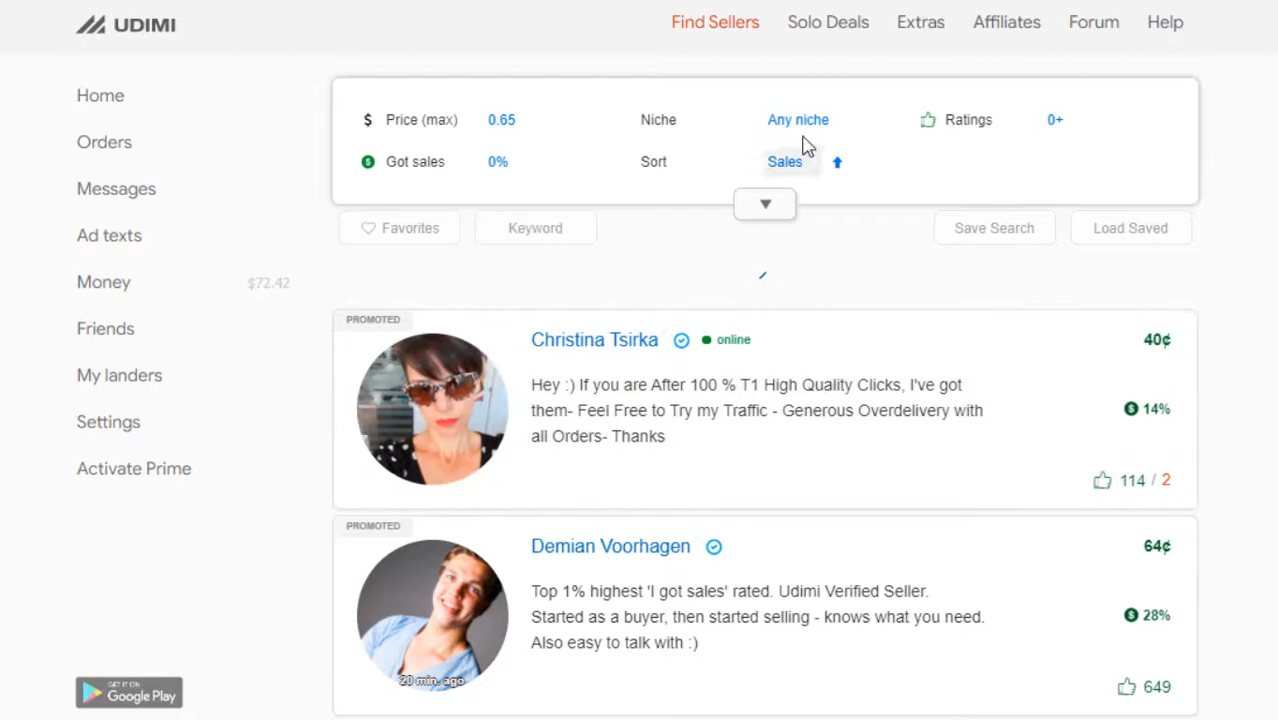 UDIMI
Find Sellers Solo Deals Extras Affiliates Forum Help
Home
Orders
Messages
Ad texts
Money $72.42
Friends
My landers
Settings
Activate Prime
GET IT ON
Google Play
$ Price (max) 0.65 Niche Any niche Ratings 0+
$ Got sales 0% Sort Sales
Favorites Keyword Save Search Load Saved
PROMOTED
Christina Tsirka online 40¢
Hey :) If you are After 100 % T1 High Quality Clicks, I've got
them- Feel Free to Try my Traffic - Generous Overdelivery with
all Orders- Thanks
$ 14%
114 / 2
PROMOTED
Demian Voorhagen 64¢
Top 1% highest 'I got sales' rated. Udimi Verified Seller.
Started as a buyer, then started selling - knows what you need.
Also easy to talk with :)
$ 28%
20 min. ago
649